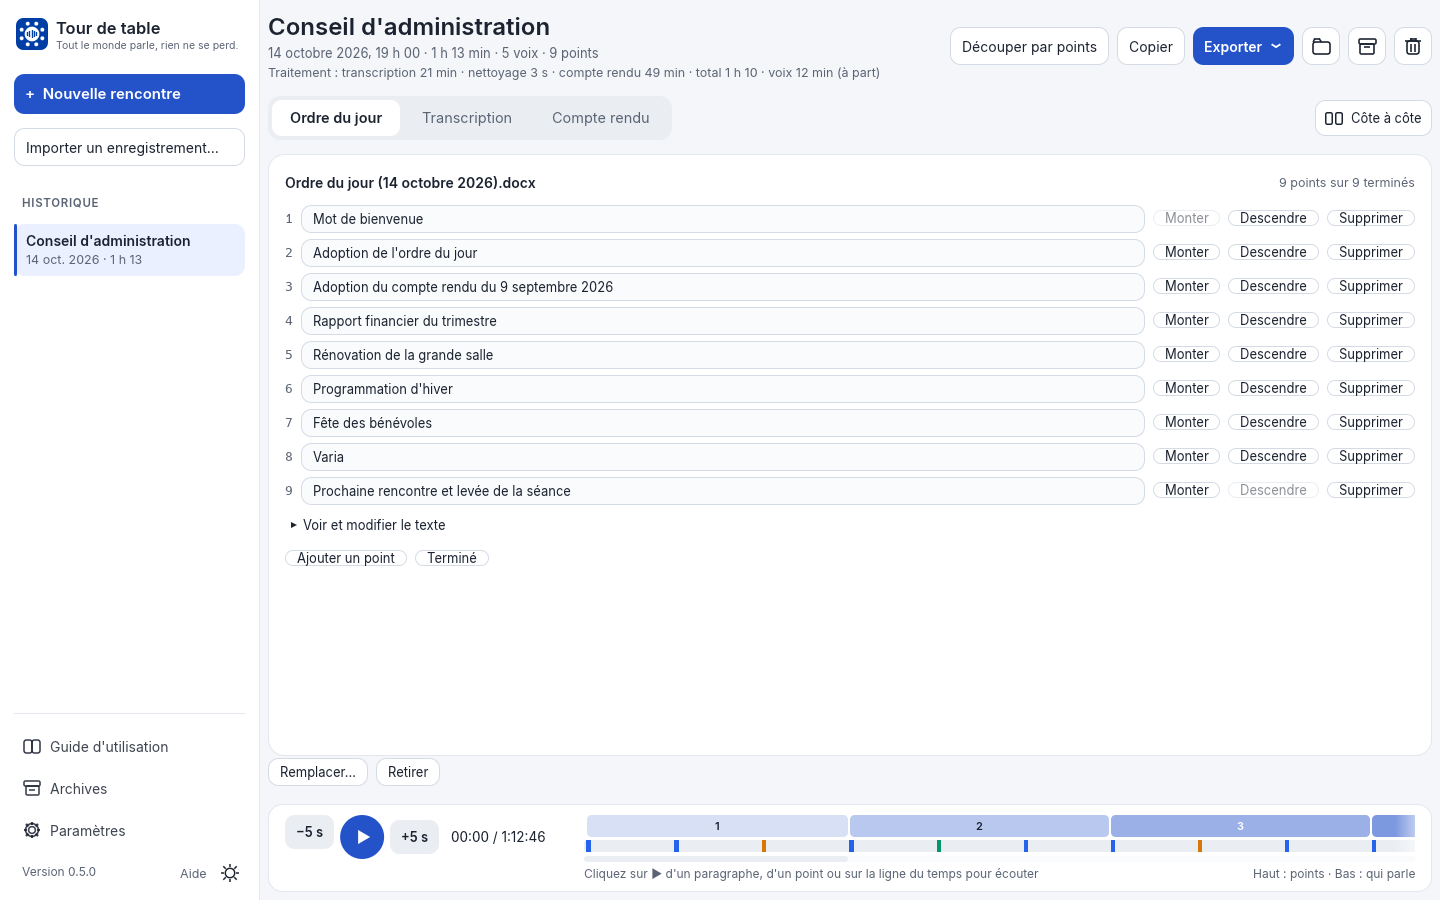 Tour de table
Tout le monde parle, rien ne se perd.
+ Nouvelle rencontre
Importer un enregistrement...
HISTORIQUE
Conseil d'administration
14 oct. 2026 · 1 h 13
Guide d'utilisation
Archives
Paramètres
Version 0.5.0
Aide
Conseil d'administration
14 octobre 2026, 19 h 00 · 1 h 13 min · 5 voix · 9 points
Traitement : transcription 21 min · nettoyage 3 s · compte rendu 49 min · total 1 h 10 · voix 12 min (à part)
Découper par points
Copier
Exporter
Ordre du jour
Transcription
Compte rendu
Côte à côte
Ordre du jour (14 octobre 2026).docx
9 points sur 9 terminés
1 Mot de bienvenue Monter Descendre Supprimer
2 Adoption de l'ordre du jour Monter Descendre Supprimer
3 Adoption du compte rendu du 9 septembre 2026 Monter Descendre Supprimer
4 Rapport financier du trimestre Monter Descendre Supprimer
5 Rénovation de la grande salle Monter Descendre Supprimer
6 Programmation d'hiver Monter Descendre Supprimer
7 Fête des bénévoles Monter Descendre Supprimer
8 Varia Monter Descendre Supprimer
9 Prochaine rencontre et levée de la séance Monter Descendre Supprimer
▸ Voir et modifier le texte
Ajouter un point
Terminé
Remplacer...
Retirer
−5 s
+5 s
00:00 / 1:12:46
1 2 3
Cliquez sur ▶ d'un paragraphe, d'un point ou sur la ligne du temps pour écouter
Haut : points · Bas : qui parle